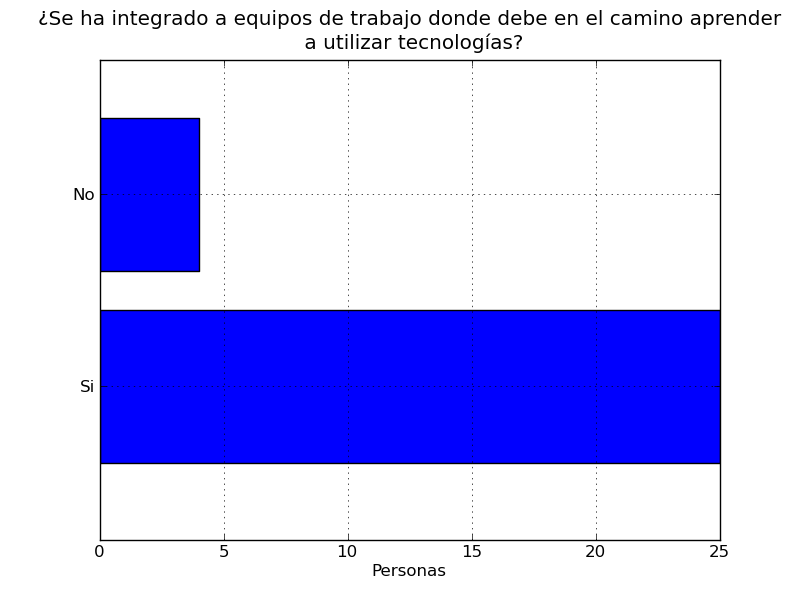 ¿Se ha integrado a equipos de trabajo donde debe en el camino aprender
a utilizar tecnologías?
No
Si
0 5 10 15 20 25
Personas